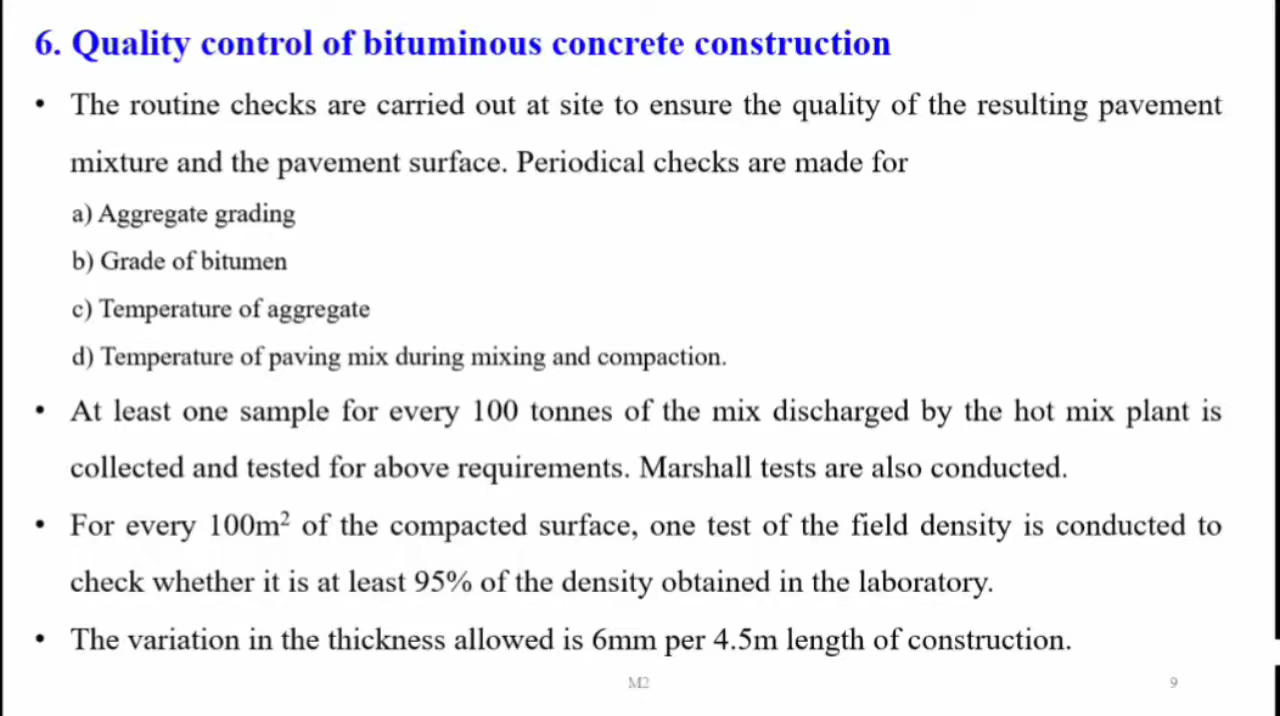 6. Quality control of bituminous concrete construction
• The routine checks are carried out at site to ensure the quality of the resulting pavement
mixture and the pavement surface. Periodical checks are made for
a) Aggregate grading
b) Grade of bitumen
c) Temperature of aggregate
d) Temperature of paving mix during mixing and compaction.
• At least one sample for every 100 tonnes of the mix discharged by the hot mix plant is
collected and tested for above requirements. Marshall tests are also conducted.
• For every 100m² of the compacted surface, one test of the field density is conducted to
check whether it is at least 95% of the density obtained in the laboratory.
• The variation in the thickness allowed is 6mm per 4.5m length of construction.
M2 9